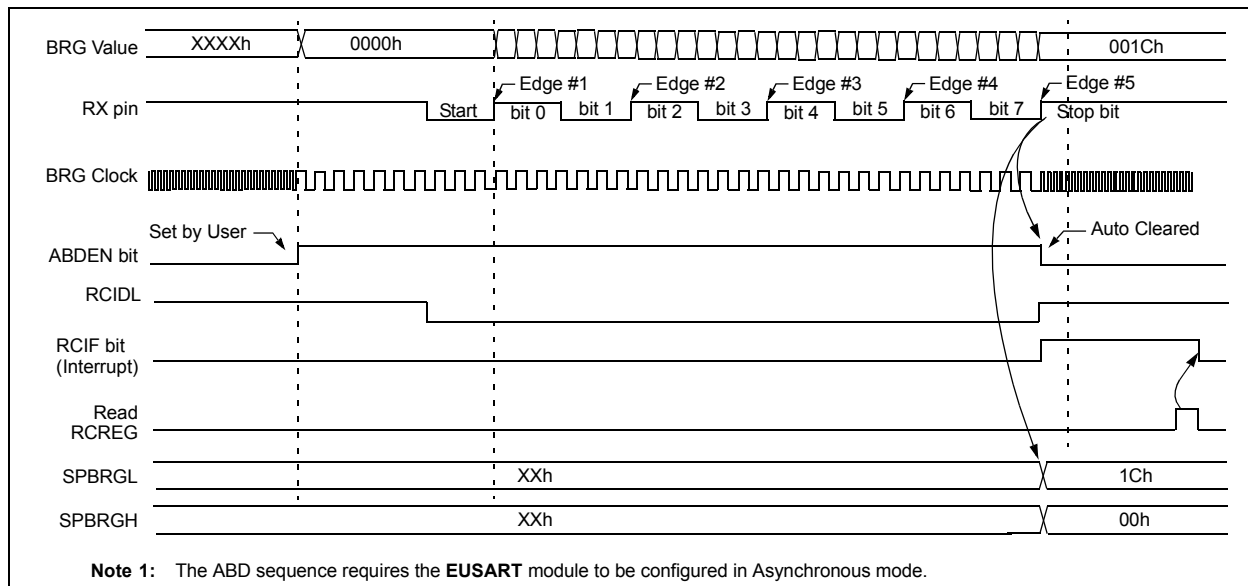 BRG Value XXXXh 0000h 001Ch
Edge #1 Edge #2 Edge #3 Edge #4 Edge #5
RX pin Start bit 0 bit 1 bit 2 bit 3 bit 4 bit 5 bit 6 bit 7 Stop bit
BRG Clock
Set by User Auto Cleared
ABDEN bit
RCIDL
RCIF bit
(Interrupt)
Read
RCREG
SPBRGL XXh 1Ch
SPBRGH XXh 00h
Note 1: The ABD sequence requires the EUSART module to be configured in Asynchronous mode.